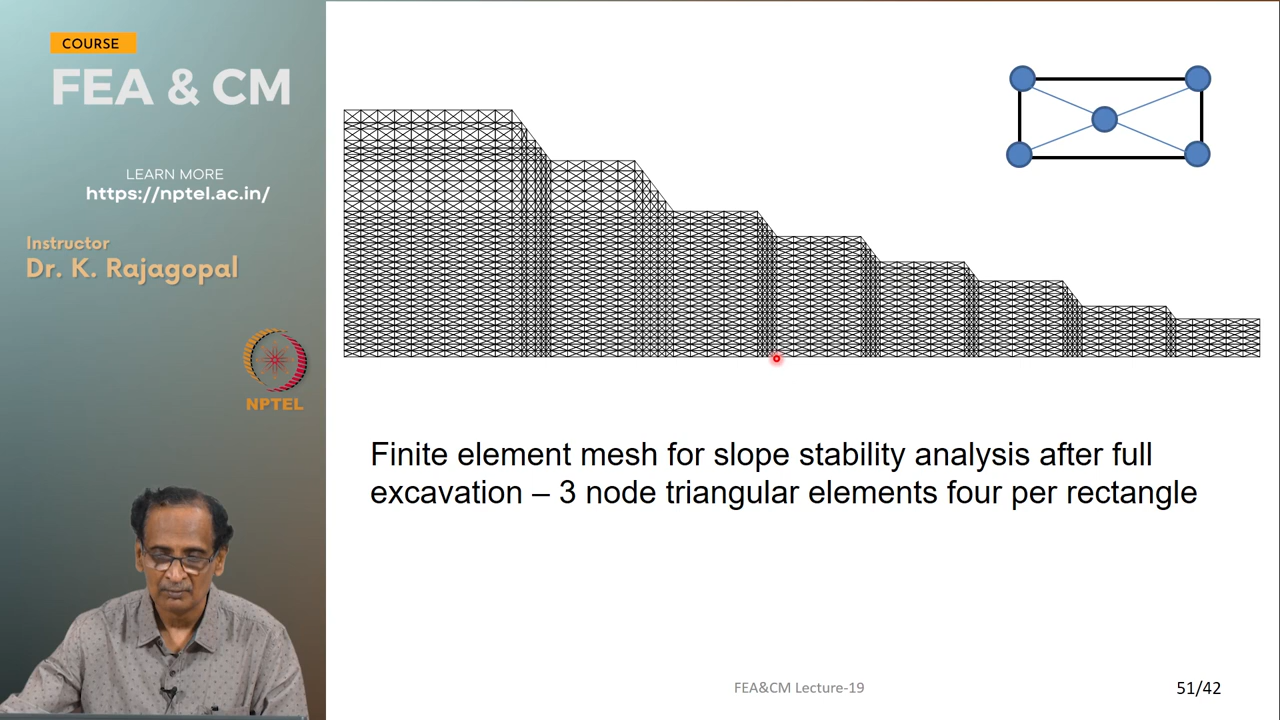 COURSE
FEA & CM
LEARN MORE
https://nptel.ac.in/
Instructor
Dr. K. Rajagopal
NPTEL
Finite element mesh for slope stability analysis after full
excavation – 3 node triangular elements four per rectangle
FEA&CM Lecture-19
51/42